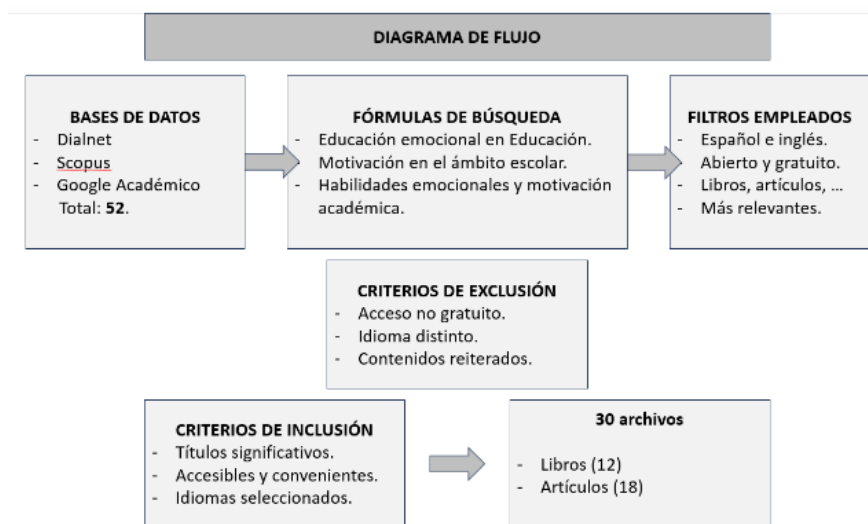 DIAGRAMA DE FLUJO
BASES DE DATOS
- Dialnet
- Scopus
- Google Académico
Total: 52.
FÓRMULAS DE BÚSQUEDA
- Educación emocional en Educación.
- Motivación en el ámbito escolar.
- Habilidades emocionales y motivación
académica.
FILTROS EMPLEADOS
- Español e inglés.
- Abierto y gratuito.
- Libros, artículos, ...
- Más relevantes.
CRITERIOS DE EXCLUSIÓN
- Acceso no gratuito.
- Idioma distinto.
- Contenidos reiterados.
CRITERIOS DE INCLUSIÓN
- Títulos significativos.
- Accesibles y convenientes.
- Idiomas seleccionados.
30 archivos
- Libros (12)
- Artículos (18)